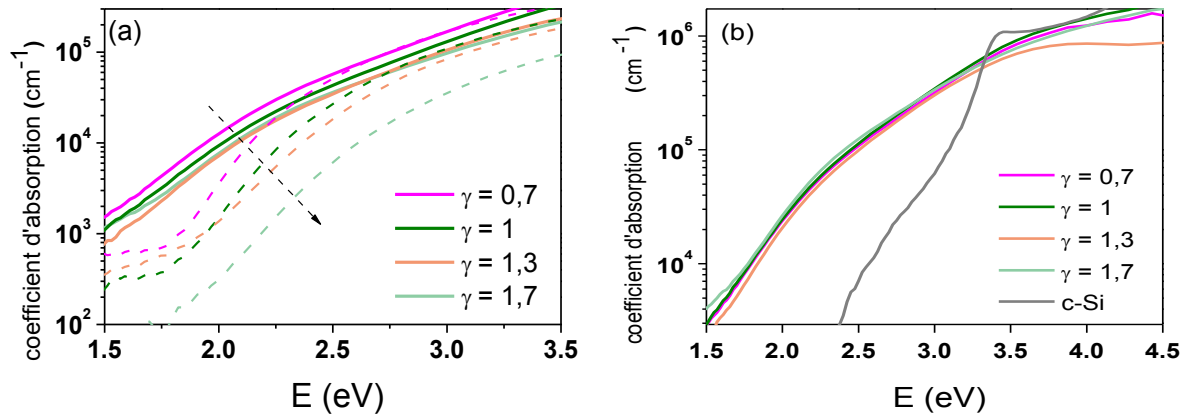 (a)
coefficient d'absorption (cm⁻¹)
10⁵
10⁴
10³
10²
1.5 2.0 2.5 3.0 3.5
E (eV)
γ = 0,7
γ = 1
γ = 1,3
γ = 1,7
(b)
coefficient d'absorption (cm⁻¹)
10⁶
10⁵
10⁴
1.5 2.0 2.5 3.0 3.5 4.0 4.5
E (eV)
γ = 0,7
γ = 1
γ = 1,3
γ = 1,7
c-Si